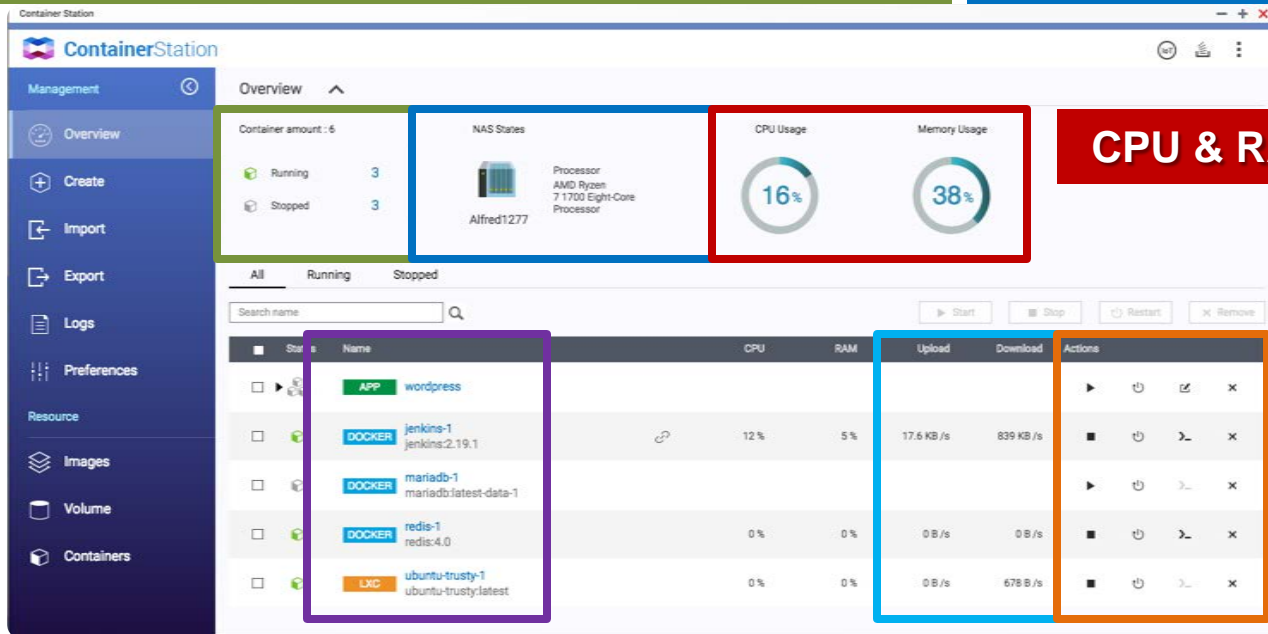 Container Station
ContainerStation
IoT
Management
Overview
Overview
Create
Import
Export
Logs
Preferences
Resource
Images
Volume
Containers
Container amount : 6
Running 3
Stopped 3
NAS States
Alfred1277
Processor
AMD Ryzen
7 1700 Eight-Core
Processor
CPU Usage
16%
Memory Usage
38%
CPU & RA
All Running Stopped
Search name
Start Stop Restart Remove
Status Name CPU RAM Upload Download Actions
APP wordpress
DOCKER jenkins-1 12 % 5 % 17.6 KB /s 839 KB /s
jenkins:2.19.1
DOCKER mariadb-1
mariadb:latest-data-1
DOCKER redis-1 0 % 0 % 0 B /s 0 B /s
redis:4.0
LXC ubuntu-trusty-1 0 % 0 % 0 B /s 678 B /s
ubuntu-trusty:latest